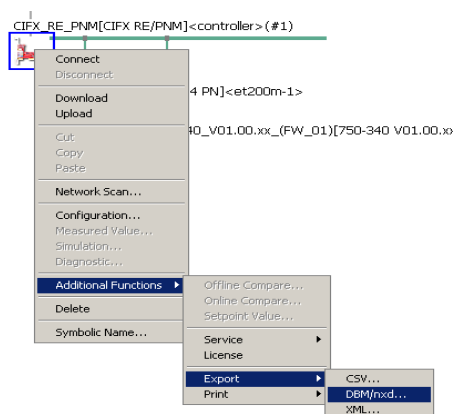 CIFX_RE_PNM[CIFX RE/PNM]<controller>(#1)
Connect
Disconnect
Download
4 PN]<et200m-1>
Upload
Cut
40_V01.00.xx_(FW_01)[750-340 V01.00.xx
Copy
Paste
Network Scan...
Configuration...
Measured Value...
Simulation...
Diagnostic...
Additional Functions
Offline Compare...
Online Compare...
Delete
Setpoint Value...
Symbolic Name...
Service
License
Export
CSV...
Print
DBM/nxd...
XML...